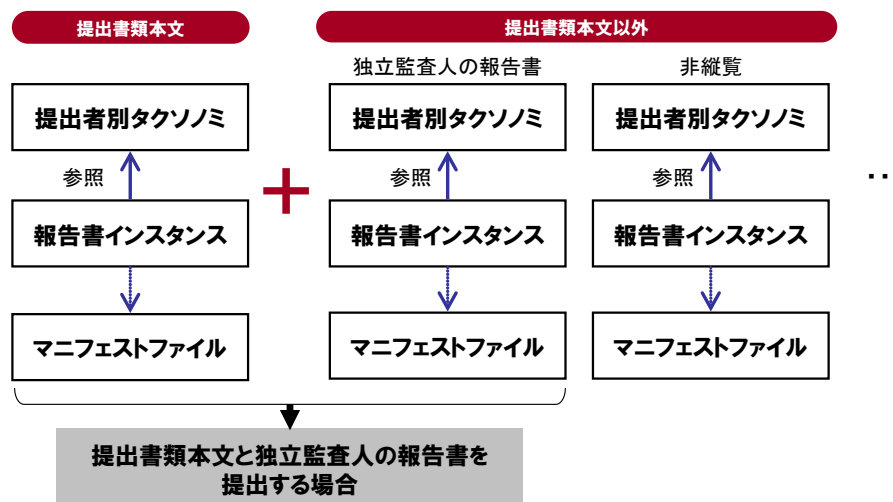 提出書類本文
提出書類本文以外
独立監査人の報告書
非縦覧
提出者別タクソノミ
提出者別タクソノミ
提出者別タクソノミ
参照
参照
参照
+
‥
報告書インスタンス
報告書インスタンス
報告書インスタンス
マニフェストファイル
マニフェストファイル
マニフェストファイル
提出書類本文と独立監査人の報告書を
提出する場合